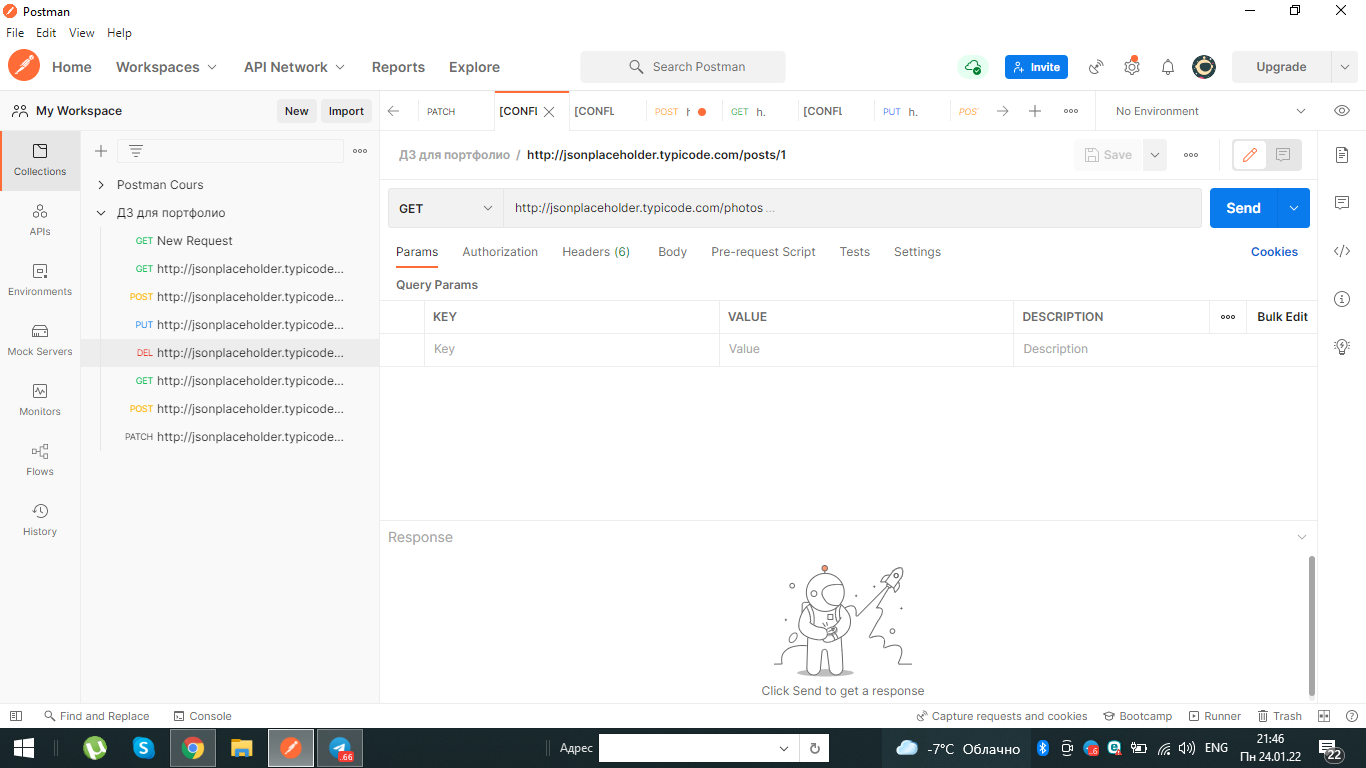 Postman
File Edit View Help
Home Workspaces API Network Reports Explore Search Postman Invite Upgrade
My Workspace New Import PATCH [CONFL [CONFL POST h GET h. [CONFL PUT h. POS No Environment
ДЗ для портфолио / http://jsonplaceholder.typicode.com/posts/1 Save
Collections
APIs
Environments
Mock Servers
Monitors
Flows
History
Postman Cours
ДЗ для портфолио
GET New Request
GET http://jsonplaceholder.typicode...
POST http://jsonplaceholder.typicode...
PUT http://jsonplaceholder.typicode...
DEL http://jsonplaceholder.typicode...
GET http://jsonplaceholder.typicode...
POST http://jsonplaceholder.typicode...
PATCH http://jsonplaceholder.typicode...
GET http://jsonplaceholder.typicode.com/photos ... Send
Params Authorization Headers (6) Body Pre-request Script Tests Settings Cookies
Query Params
KEY VALUE DESCRIPTION Bulk Edit
Key Value Description
Response
Click Send to get a response
Find and Replace Console Capture requests and cookies Bootcamp Runner Trash
Адрес -7°C Облачно ENG
21:46
Пн 24.01.22
22
.66